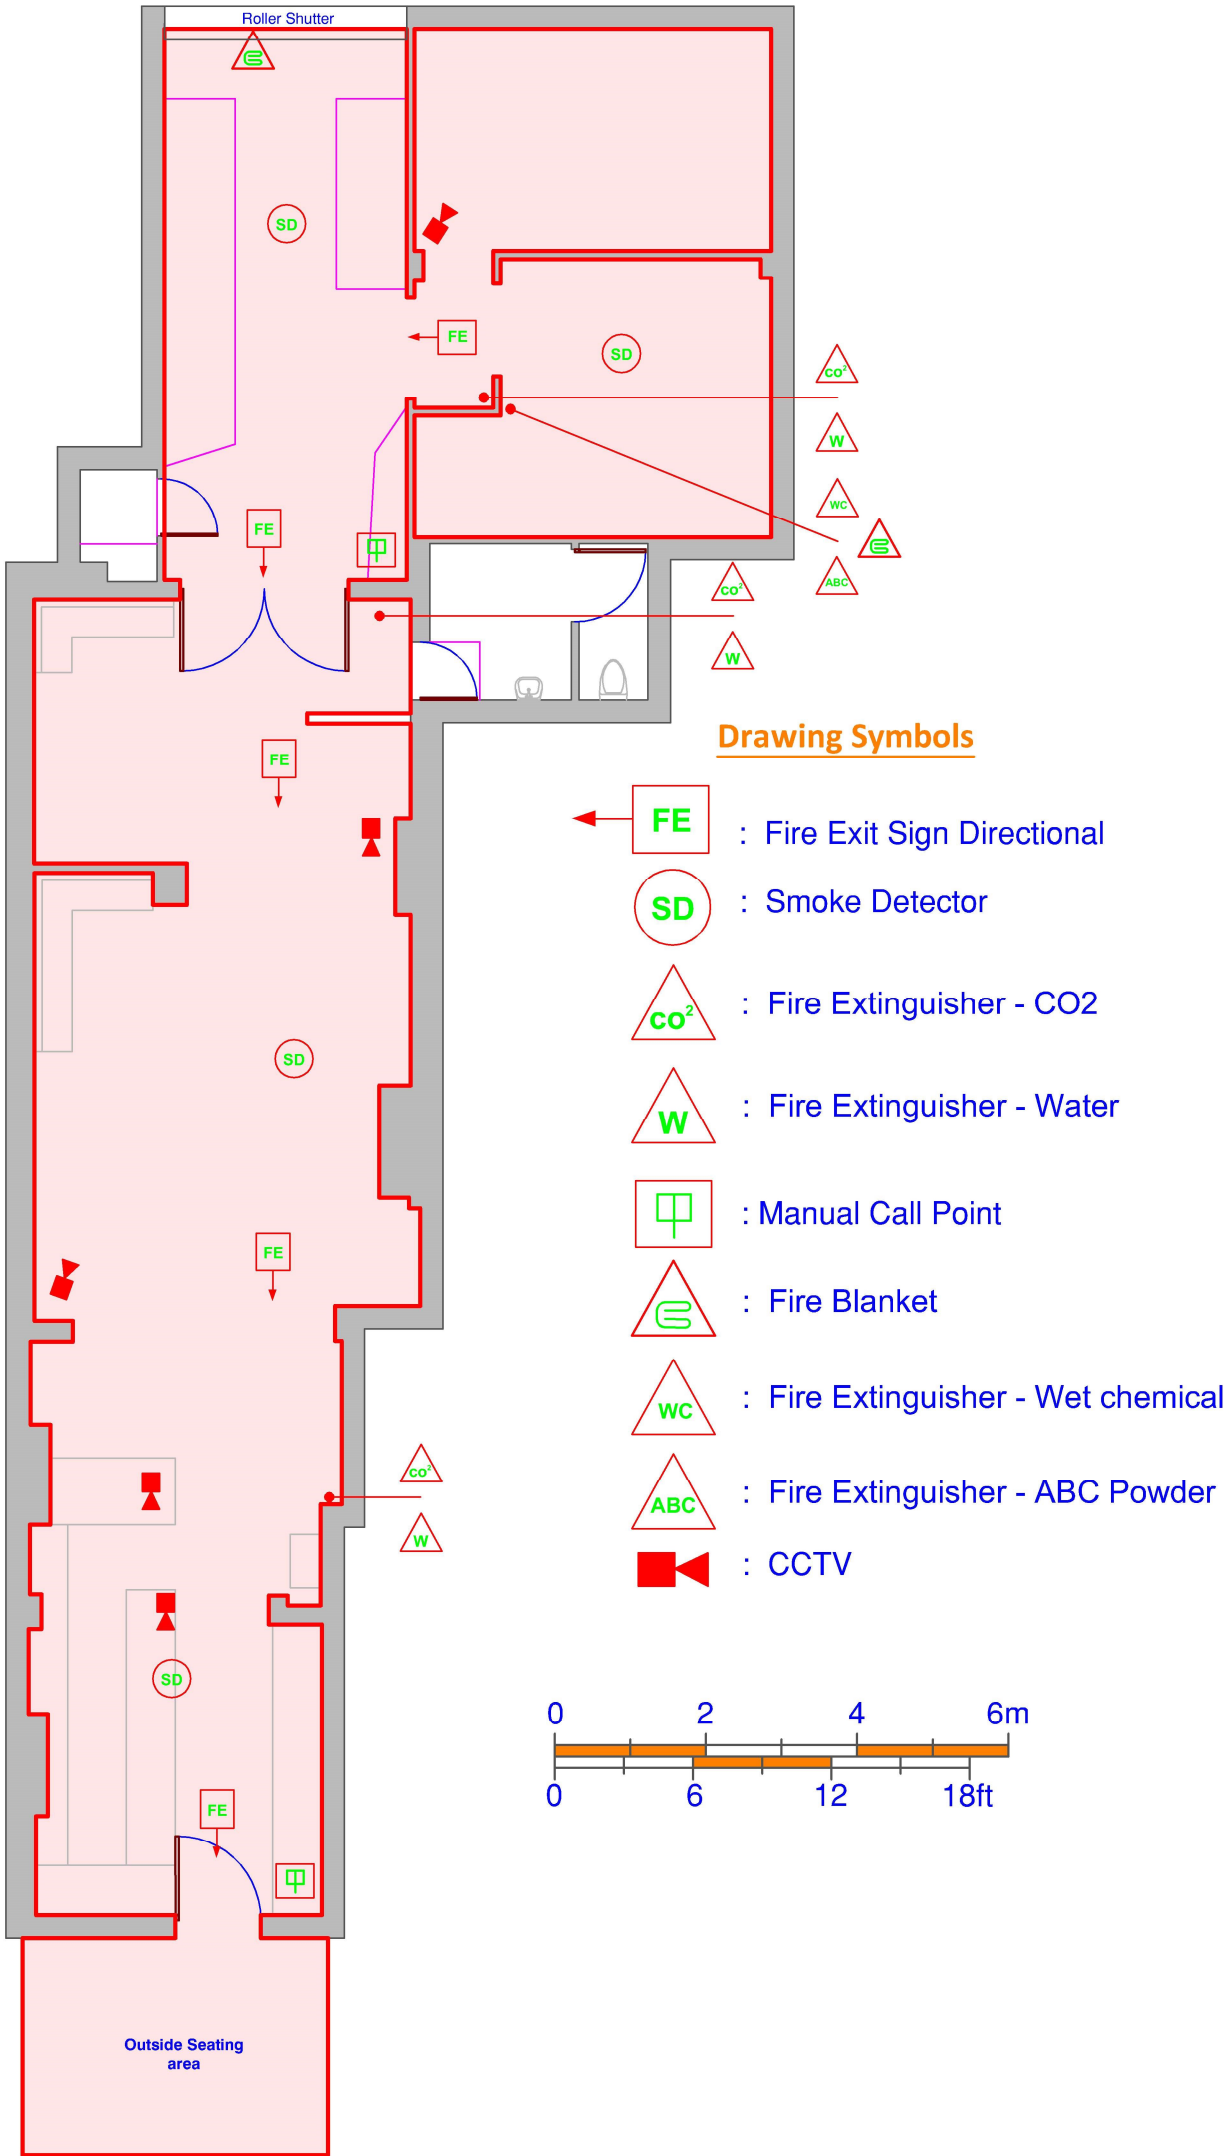 Roller Shutter
SD
FE
SD
co²
W
WC
ABC
FE
co²
W
FE
SD
FE
co²
W
SD
FE
Outside Seating
area
Drawing Symbols
FE : Fire Exit Sign Directional
SD : Smoke Detector
co² : Fire Extinguisher - CO2
W : Fire Extinguisher - Water
: Manual Call Point
: Fire Blanket
WC : Fire Extinguisher - Wet chemical
ABC : Fire Extinguisher - ABC Powder
: CCTV
0 2 4 6m
0 6 12 18ft